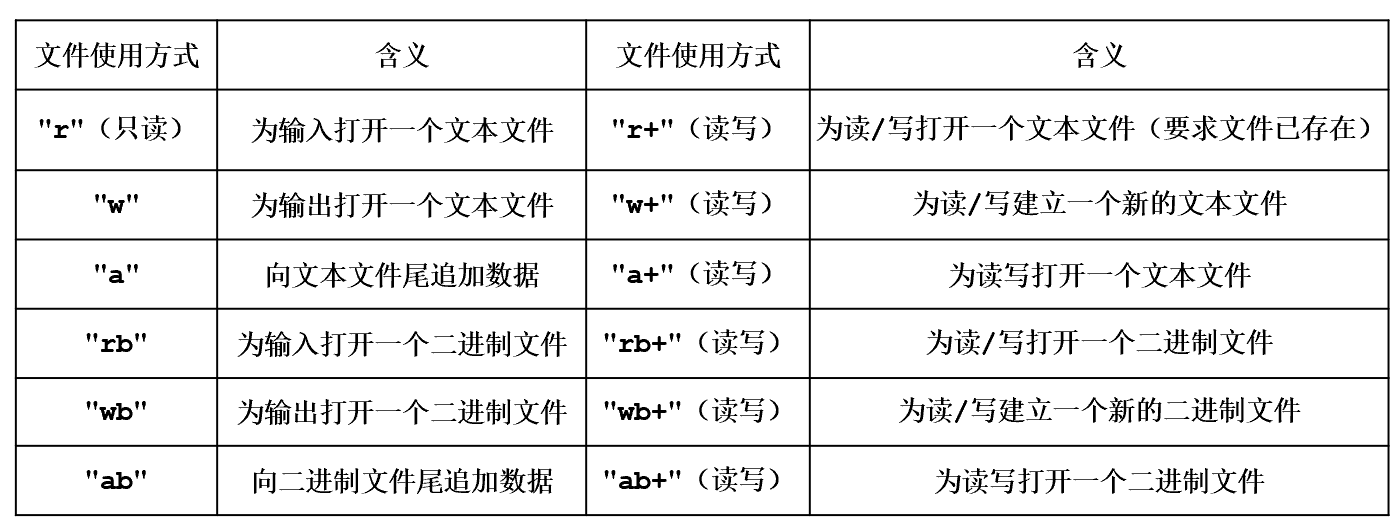 文件使用方式 含义 文件使用方式 含义
"r"（只读） 为输入打开一个文本文件 "r+"（读写） 为读/写打开一个文本文件（要求文件已存在）
"w" 为输出打开一个文本文件 "w+"（读写） 为读/写建立一个新的文本文件
"a" 向文本文件尾追加数据 "a+"（读写） 为读写打开一个文本文件
"rb" 为输入打开一个二进制文件 "rb+"（读写） 为读/写打开一个二进制文件
"wb" 为输出打开一个二进制文件 "wb+"（读写） 为读/写建立一个新的二进制文件
"ab" 向二进制文件尾追加数据 "ab+"（读写） 为读写打开一个二进制文件